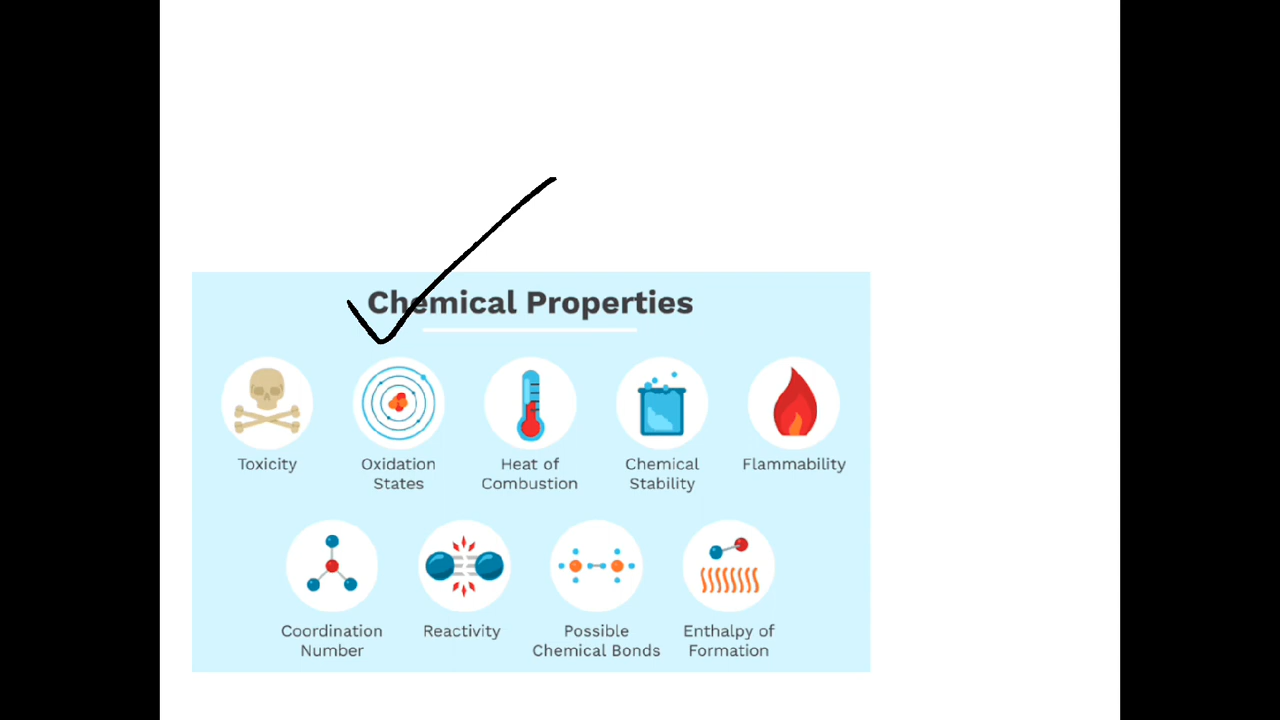 Chemical Properties
Toxicity
Oxidation
States
Heat of
Combustion
Chemical
Stability
Flammability
Coordination
Number
Reactivity
Possible
Chemical Bonds
Enthalpy of
Formation